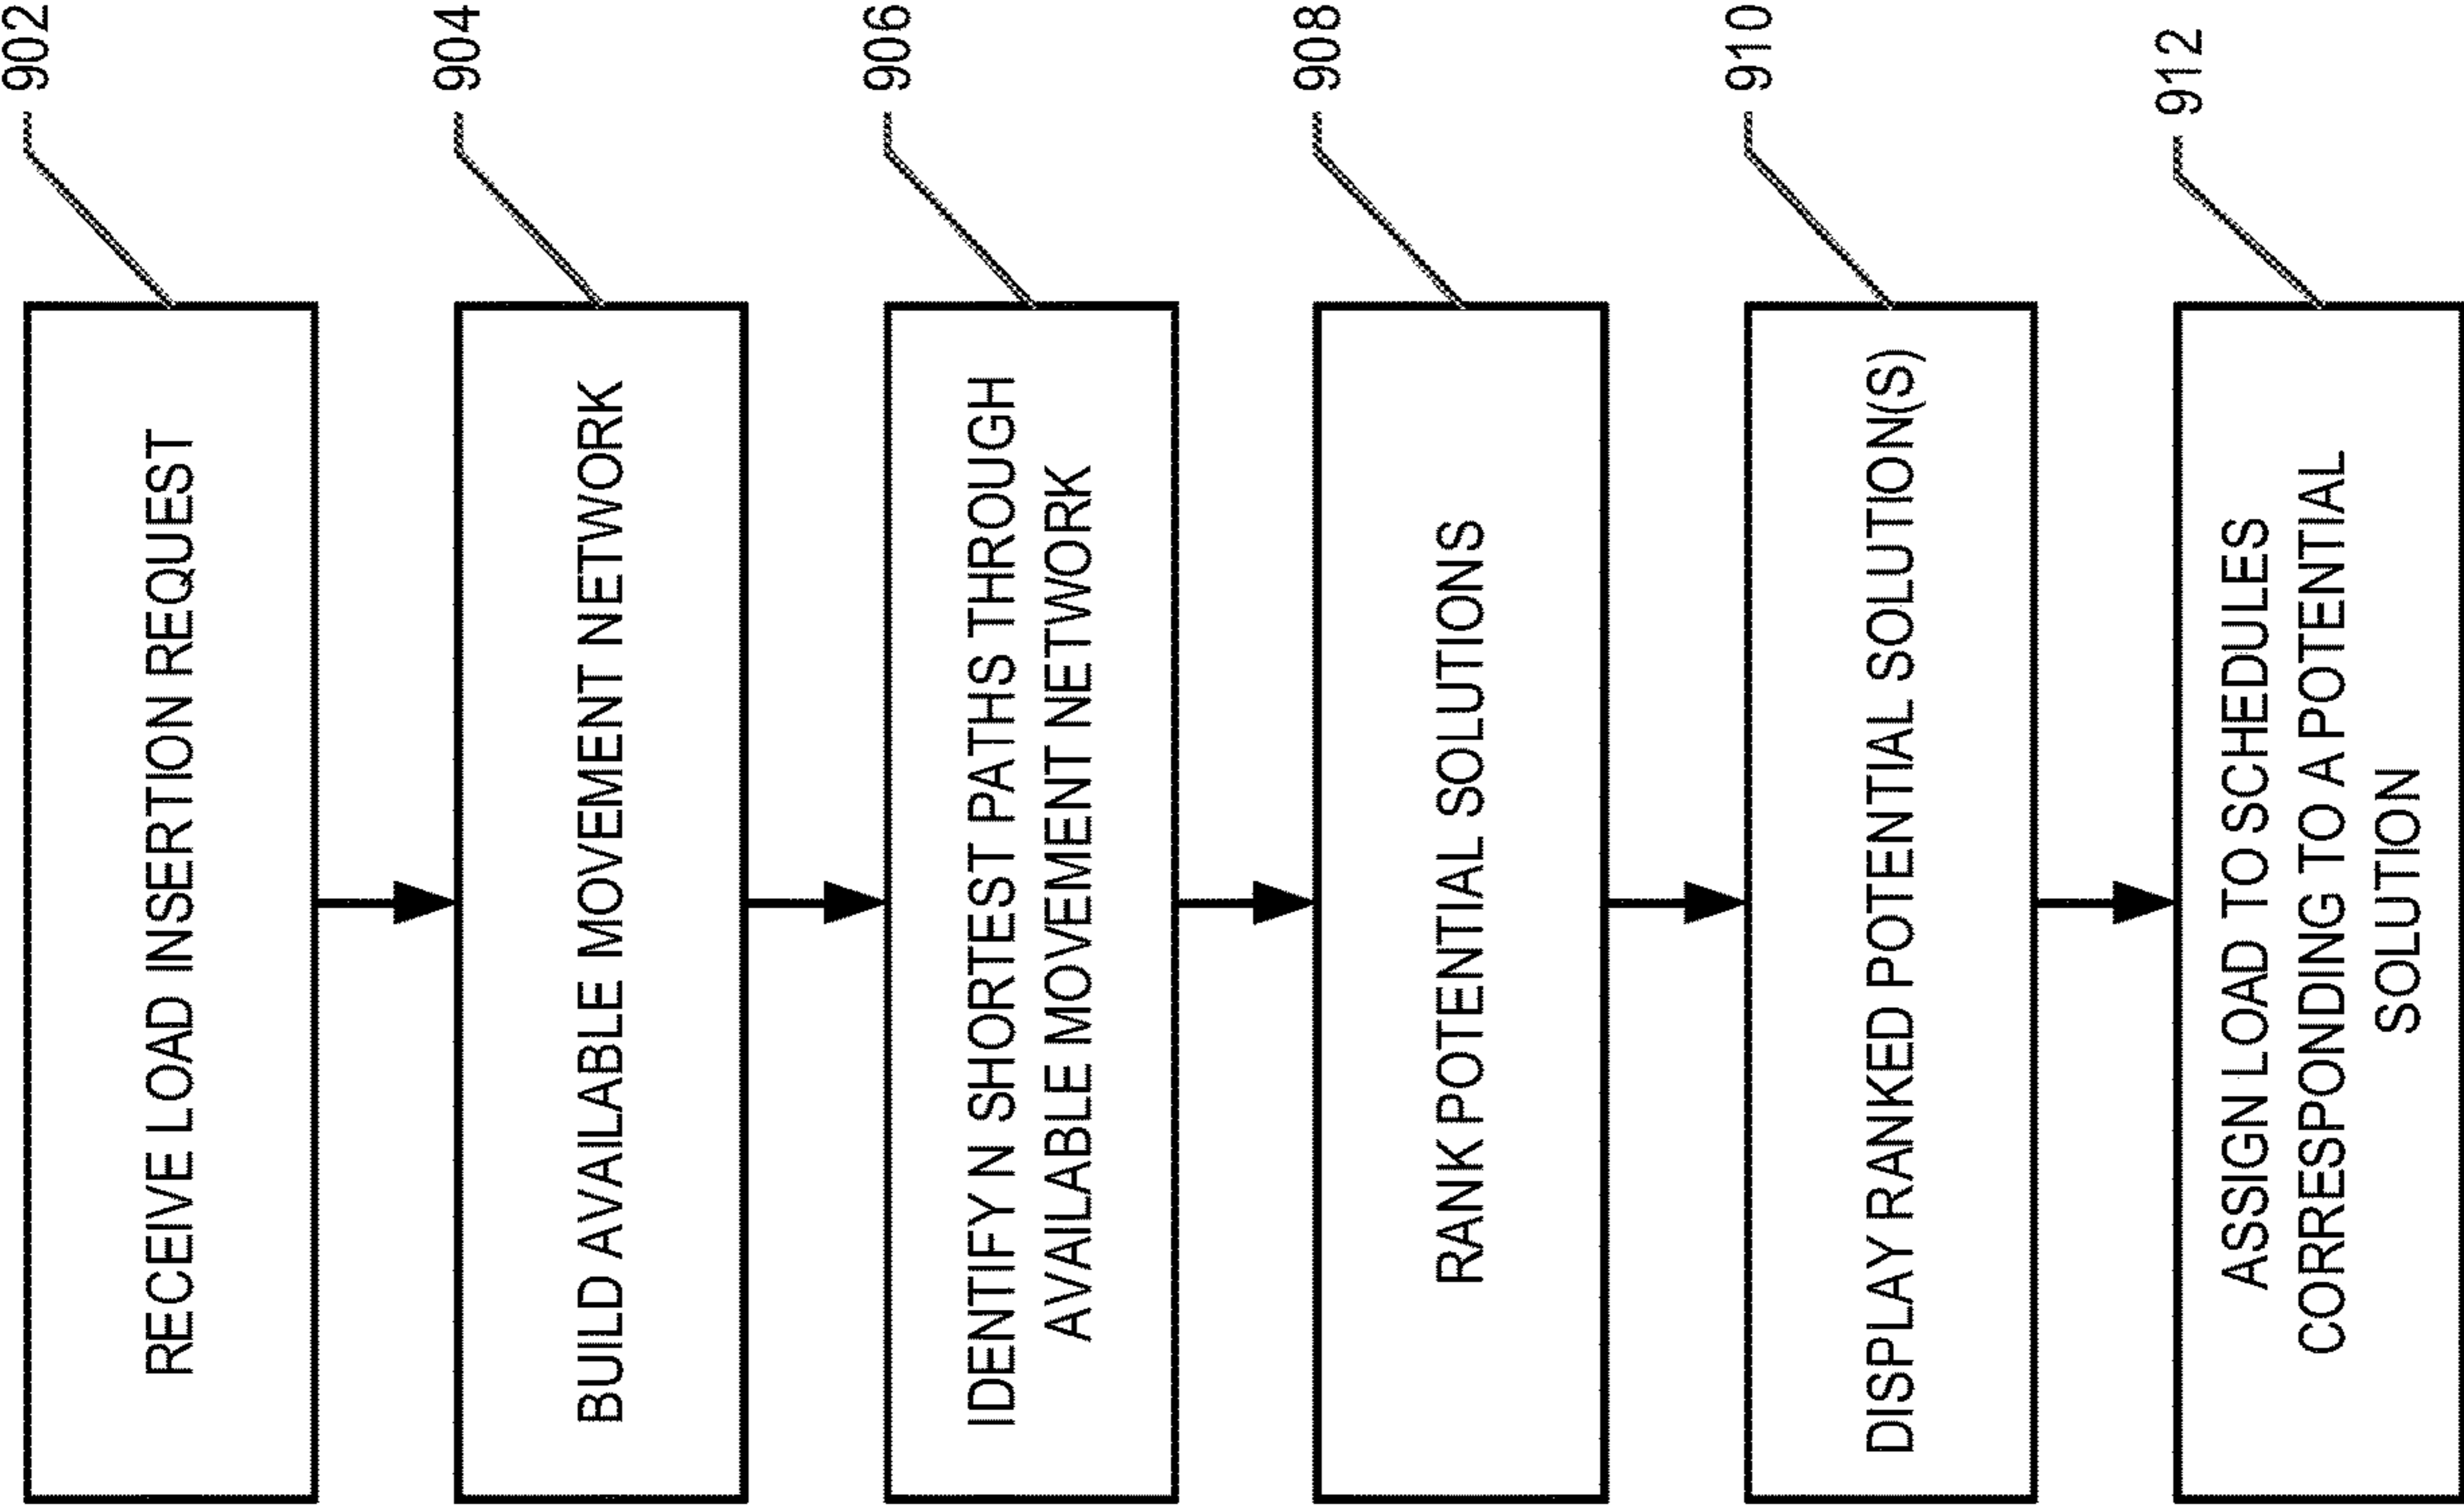 902
RECEIVE LOAD INSERTION REQUEST
904
BUILD AVAILABLE MOVEMENT NETWORK
906
IDENTIFY N SHORTEST PATHS THROUGH
AVAILABLE MOVEMENT NETWORK
908
RANK POTENTIAL SOLUTIONS
910
DISPLAY RANKED POTENTIAL SOLUTION(S)
912
ASSIGN LOAD TO SCHEDULES
CORRESPONDING TO A POTENTIAL
SOLUTION